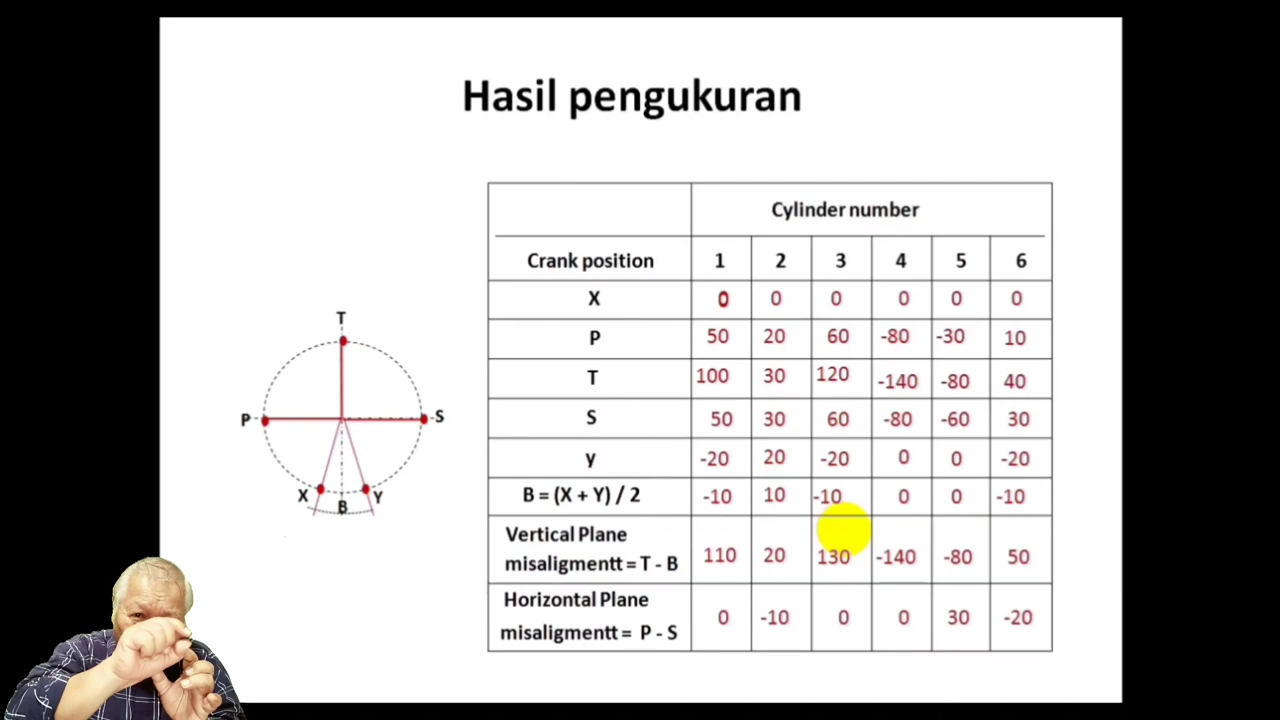 Hasil pengukuran
Cylinder number
Crank position 1 2 3 4 5 6
X 0 0 0 0 0 0
P 50 20 60 -80 -30 10
T 100 30 120 -140 -80 40
S 50 30 60 -80 -60 30
y -20 20 -20 0 0 -20
B = (X + Y) / 2 -10 10 -10 0 0 -10
Vertical Plane
misaligmentt = T - B 110 20 130 -140 -80 50
Horizontal Plane
misaligmentt = P - S 0 -10 0 0 30 -20
T
P S
X B Y